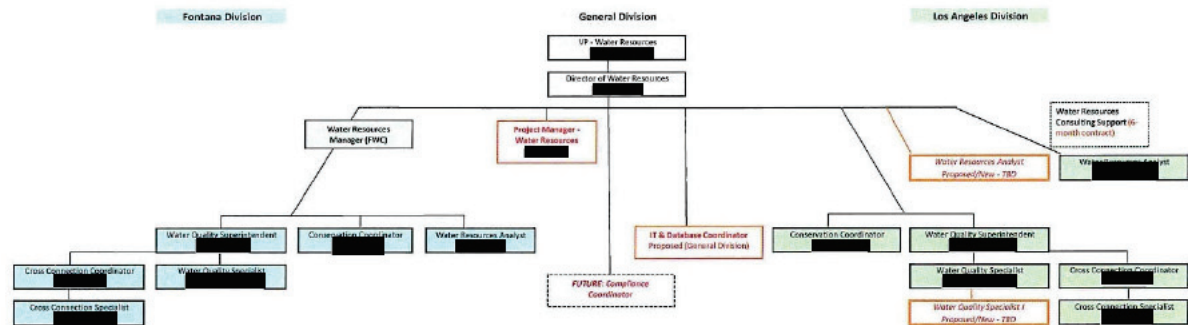 Fontana Division
General Division
Los Angeles Division
VP - Water Resources
Director of Water Resources
Water Resources
Manager (FWC)
Project Manager -
Water Resources
Water Resources
Consulting Support (6-
month contract)
Water Resources Analyst
Proposed/New - TBD
Water Resources Analyst
Water Quality Superintendent
Conservation Coordinator
Water Resources Analyst
IT & Database Coordinator
Proposed (General Division)
Conservation Coordinator
Water Quality Superintendent
Cross Connection Coordinator
Water Quality Specialist
FUTURE: Compliance
Coordinator
Water Quality Specialist
Cross Connection Coordinator
Cross Connection Specialist
Water Quality Specialist I
Proposed/New - TBD
Cross Connection Specialist